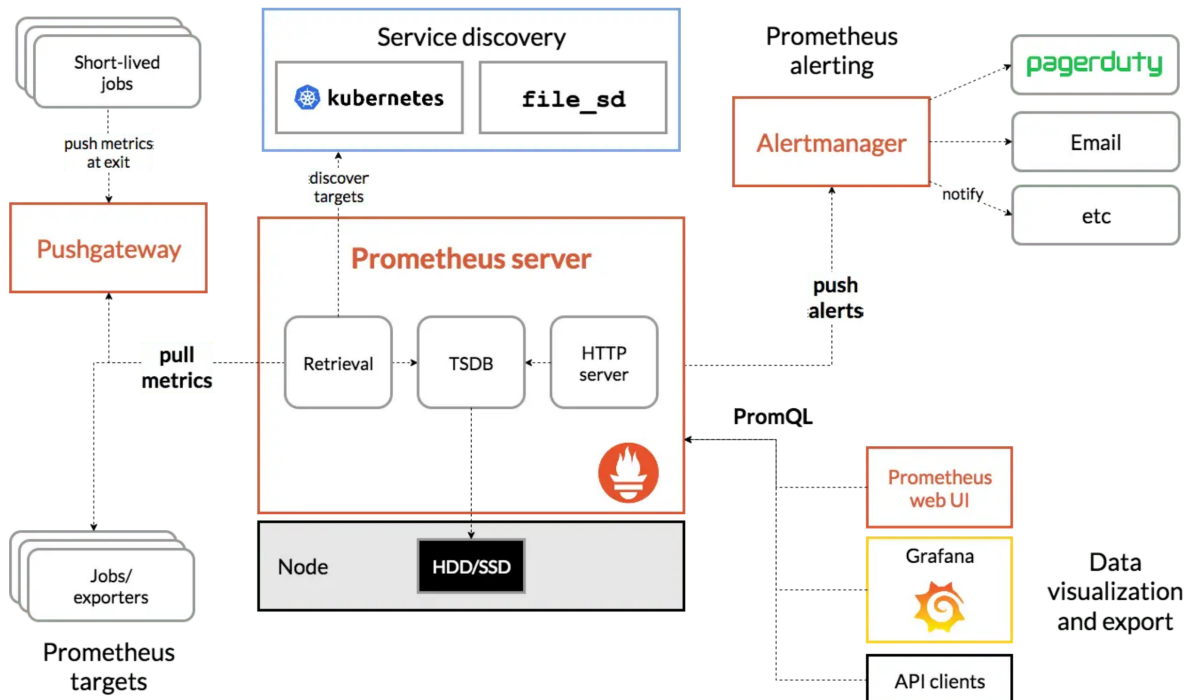 Short-lived
jobs
push metrics
at exit
Pushgateway
Service discovery
kubernetes
file_sd
discover
targets
Prometheus
alerting
Alertmanager
pagerduty
Email
notify
etc
Prometheus server
Retrieval
TSDB
HTTP
server
pull
metrics
push
alerts
PromQL
Node
HDD/SSD
Jobs/
exporters
Prometheus
targets
Prometheus
web UI
Grafana
API clients
Data
visualization
and export